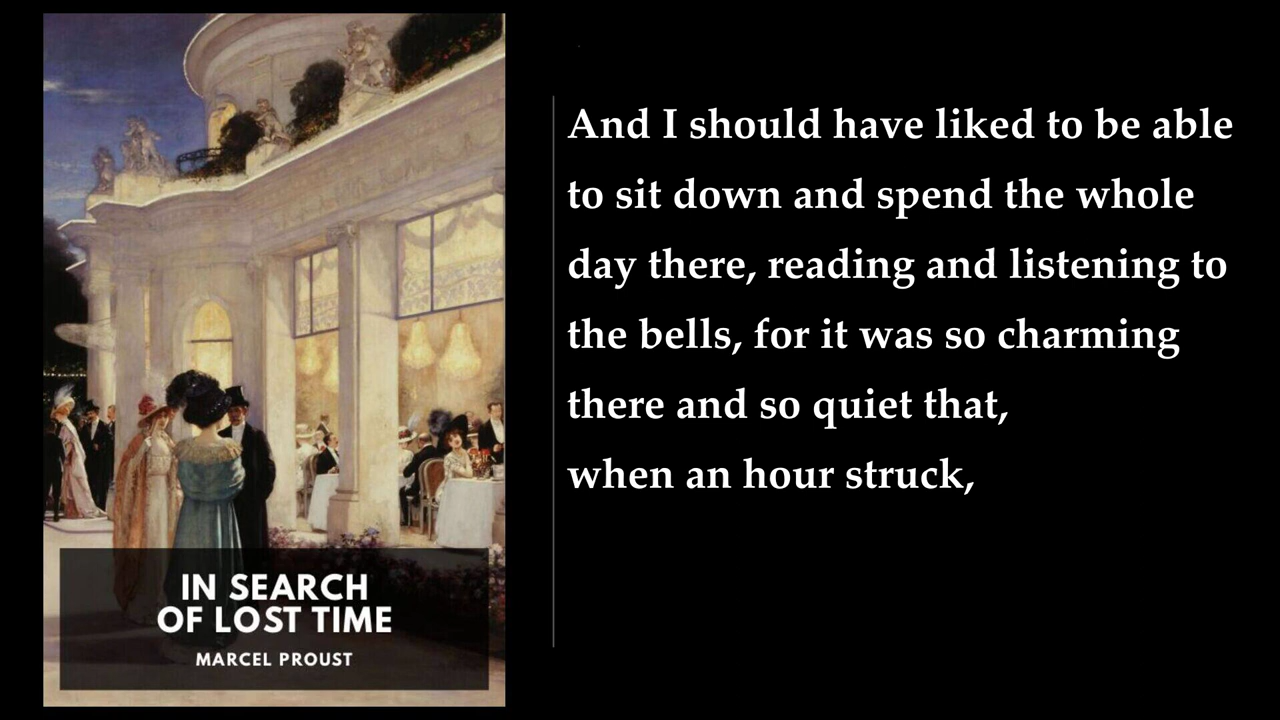 IN SEARCH
OF LOST TIME
MARCEL PROUST
And I should have liked to be able
to sit down and spend the whole
day there, reading and listening to
the bells, for it was so charming
there and so quiet that,
when an hour struck,